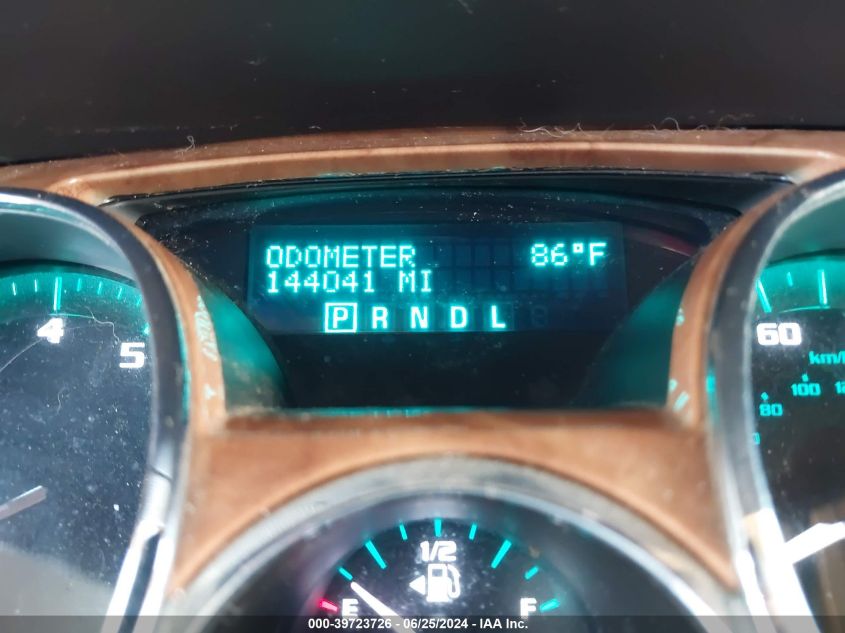 ODOMETER 86°F
144041 MI
P R N D L
4
5
60
km/
80
100
1/2
E
F
000-39723726 | 06/25/2024 - IAA Inc.